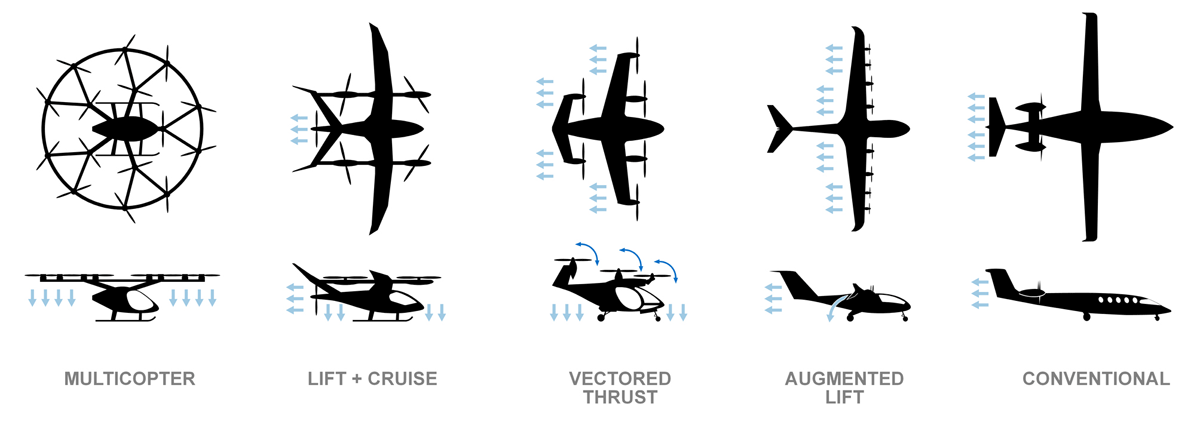 MULTICOPTER
LIFT + CRUISE
VECTORED
THRUST
AUGMENTED
LIFT
CONVENTIONAL